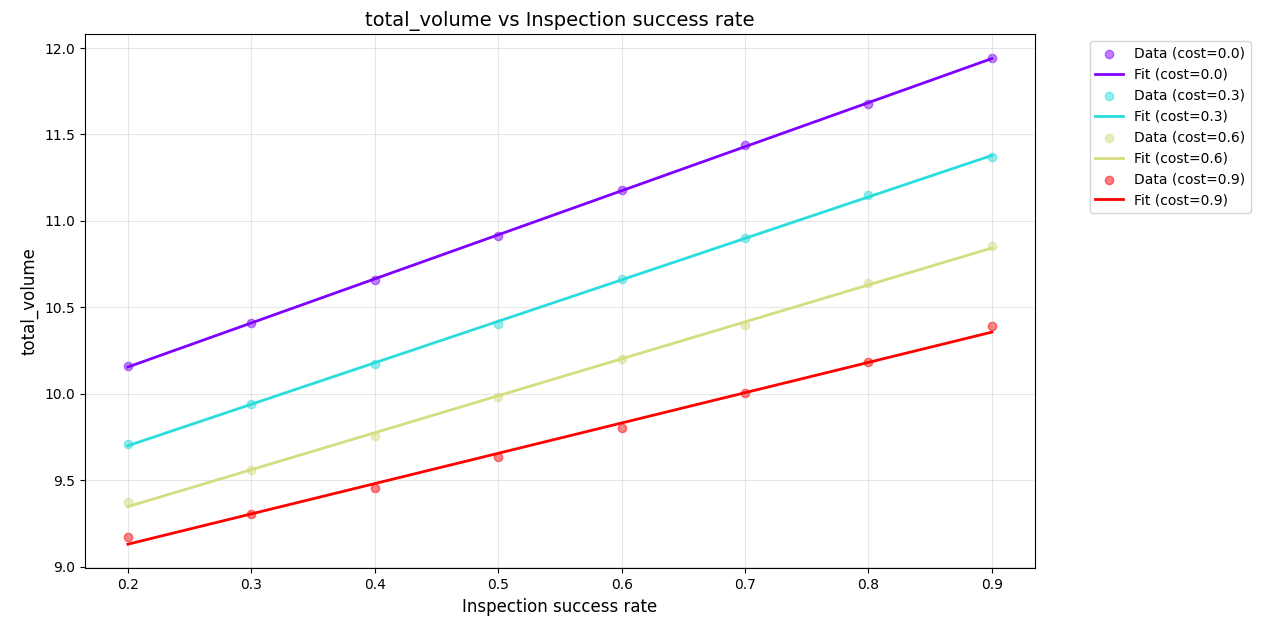 total_volume vs Inspection success rate
12.0
11.5
11.0
10.5
10.0
9.5
9.0
total_volume
0.2 0.3 0.4 0.5 0.6 0.7 0.8 0.9
Inspection success rate
Data (cost=0.0)
Fit (cost=0.0)
Data (cost=0.3)
Fit (cost=0.3)
Data (cost=0.6)
Fit (cost=0.6)
Data (cost=0.9)
Fit (cost=0.9)